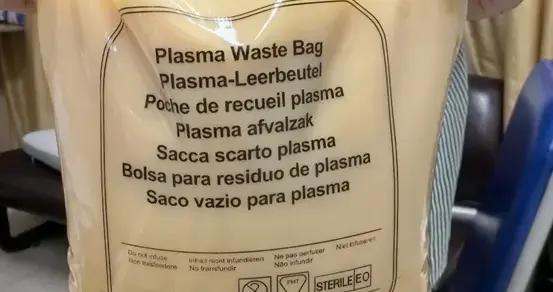 Plasma Waste Bag
Plasma-Leerbeutel
Poche de recueil plasma
Plasma afvalzak
Sacca scarto plasma
Bolsa para residuo de plasma
Saco vazio para plasma
Do not infuse Inhalt nicht infundieren Ne pas perfuser Niet infuseren
Non trasfondere No transfundir Não infundir
PHT STERILE EO